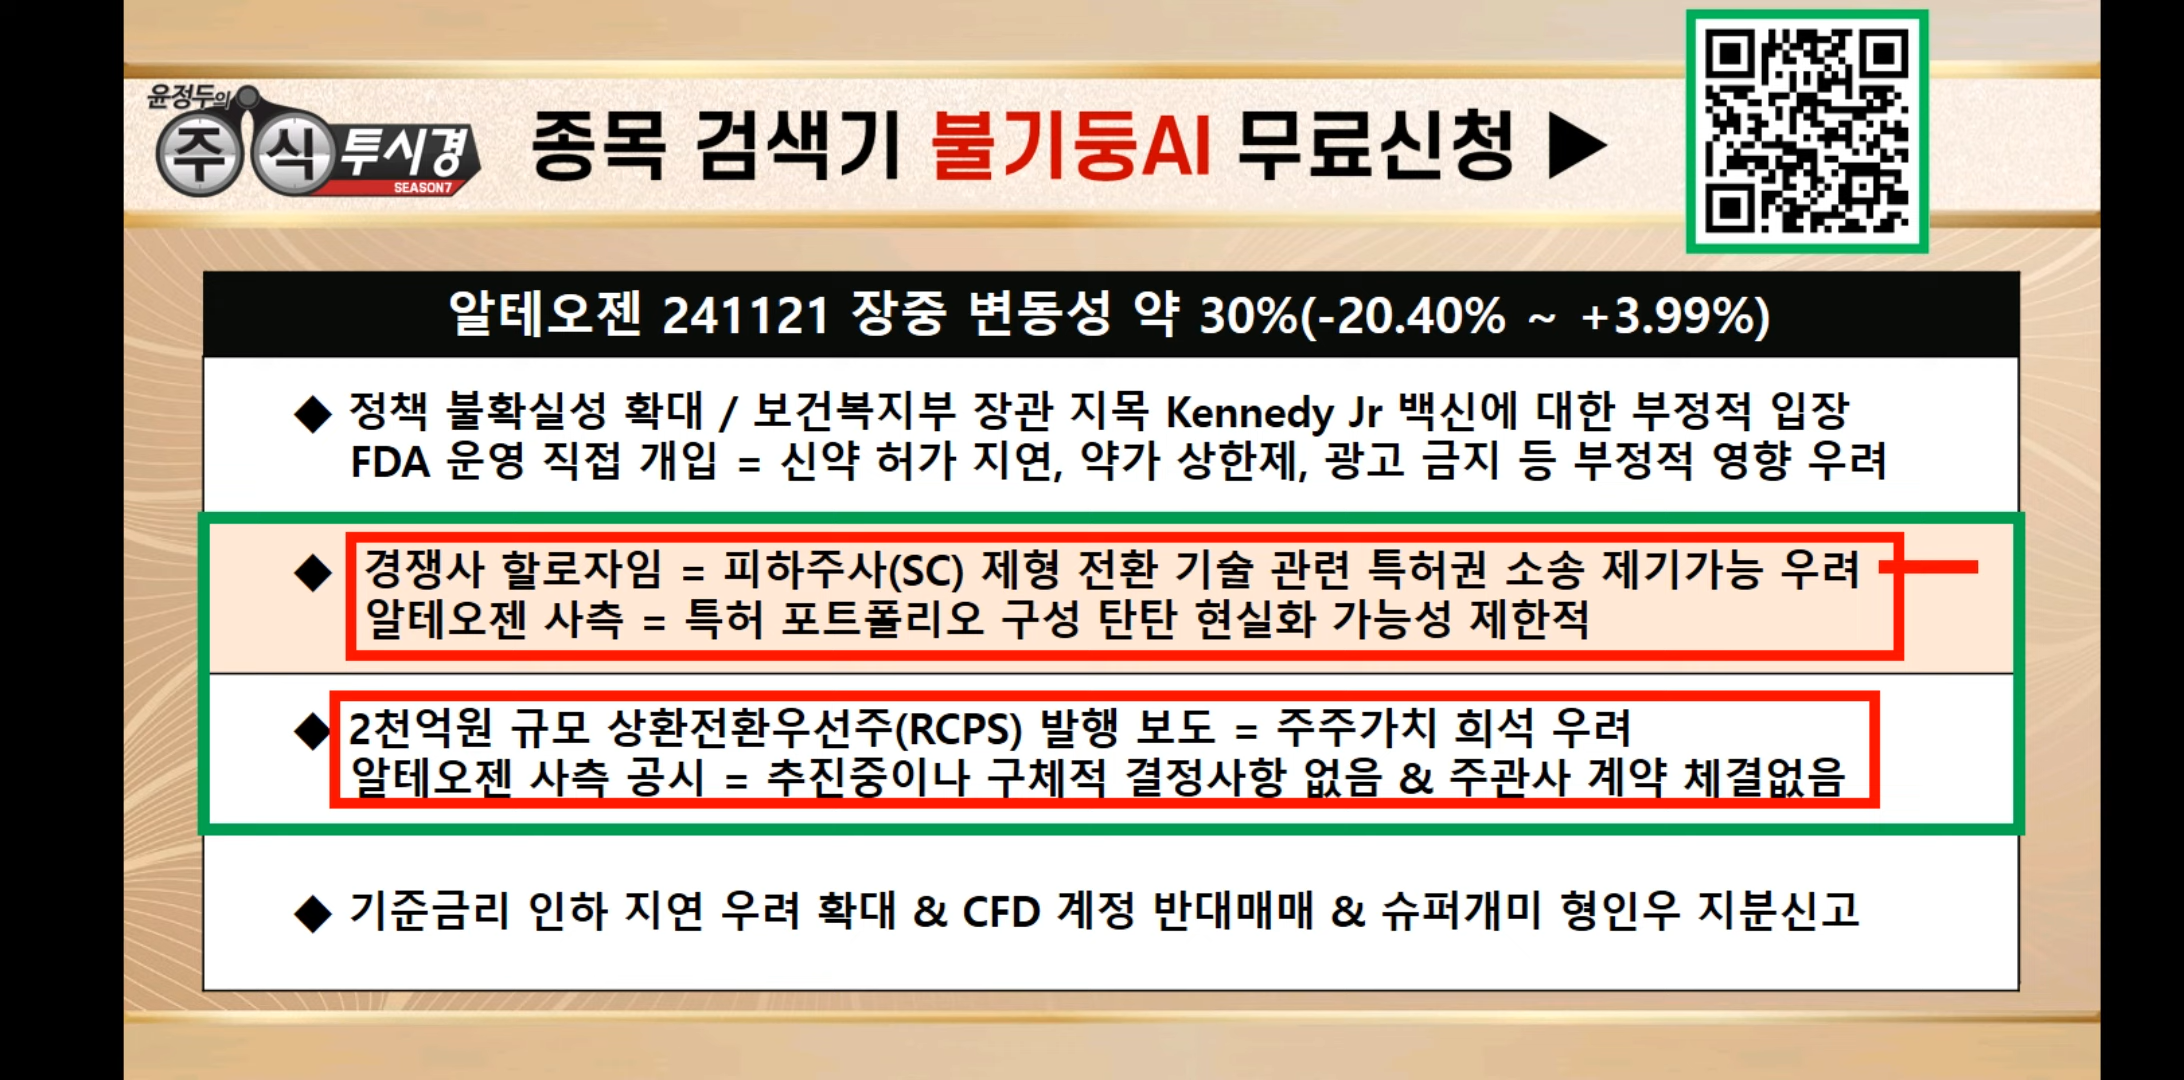 윤정두의
주식투시경
SEASON7
종목 검색기 불기둥AI 무료신청 ▶
알테오젠 241121 장중 변동성 약 30%(-20.40% ~ +3.99%)
◆ 정책 불확실성 확대 / 보건복지부 장관 지목 Kennedy Jr 백신에 대한 부정적 입장
FDA 운영 직접 개입 = 신약 허가 지연, 약가 상한제, 광고 금지 등 부정적 영향 우려
◆ 경쟁사 할로자임 = 피하주사(SC) 제형 전환 기술 관련 특허권 소송 제기가능 우려
알테오젠 사측 = 특허 포트폴리오 구성 탄탄 현실화 가능성 제한적
◆ 2천억원 규모 상환전환우선주(RCPS) 발행 보도 = 주주가치 희석 우려
알테오젠 사측 공시 = 추진중이나 구체적 결정사항 없음 & 주관사 계약 체결없음
◆ 기준금리 인하 지연 우려 확대 & CFD 계정 반대매매 & 슈퍼개미 형인우 지분신고